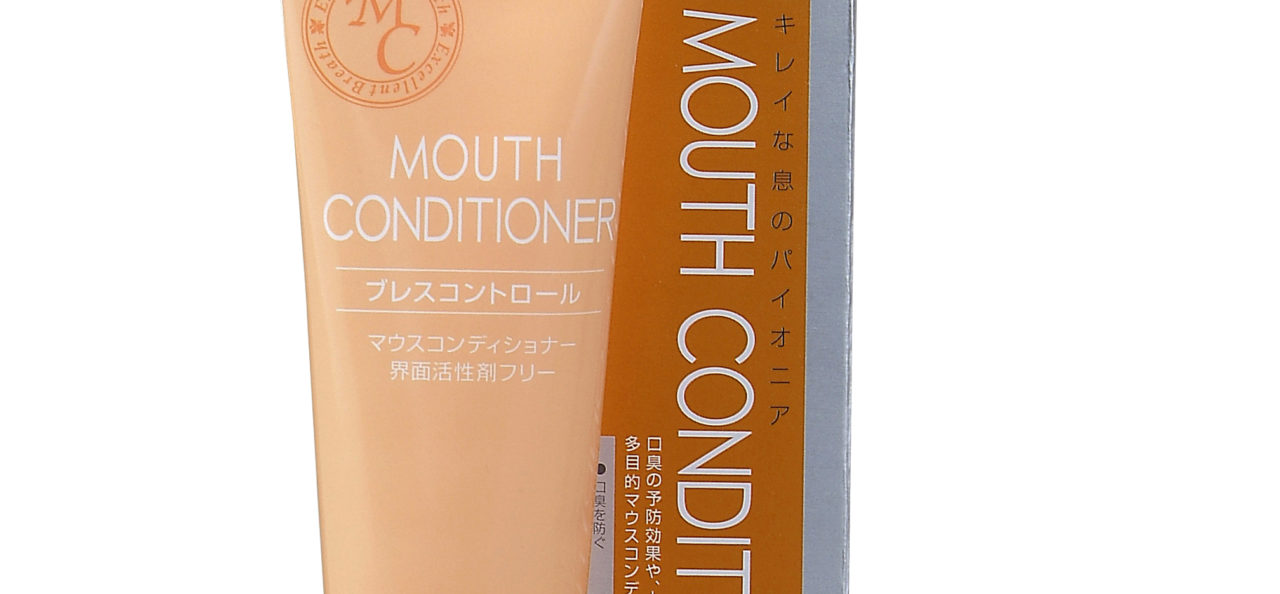 MC
Excellent Breath
MOUTH
CONDITIONER
ブレスコントロール
マウスコンディショナー
界面活性剤フリー
キレイな息のパイオニア
MOUTH CONDIT
口臭の予防効果や、
多目的マウスコンデ
●口臭を防ぐ